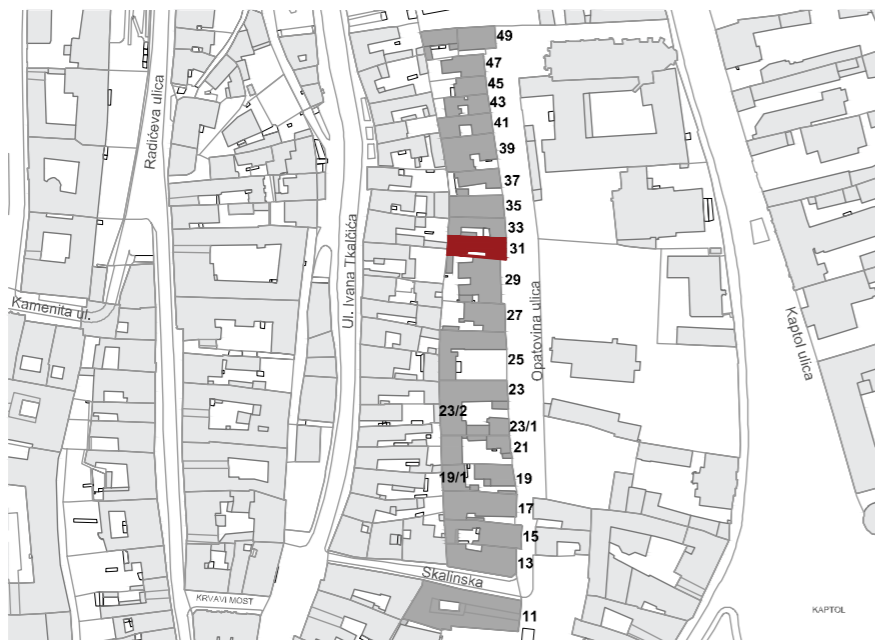 49
47
45
43
41
39
37
35
33
31
29
27
25
23
23/2
23/1
21
19/1
19
17
15
13
11
Radićeva ulica
Ul. Ivana Tkalčića
Opatovina ulica
Kaptol ulica
Kamenita ul.
Skalinska
KRVAVI MOST
KAPTOL